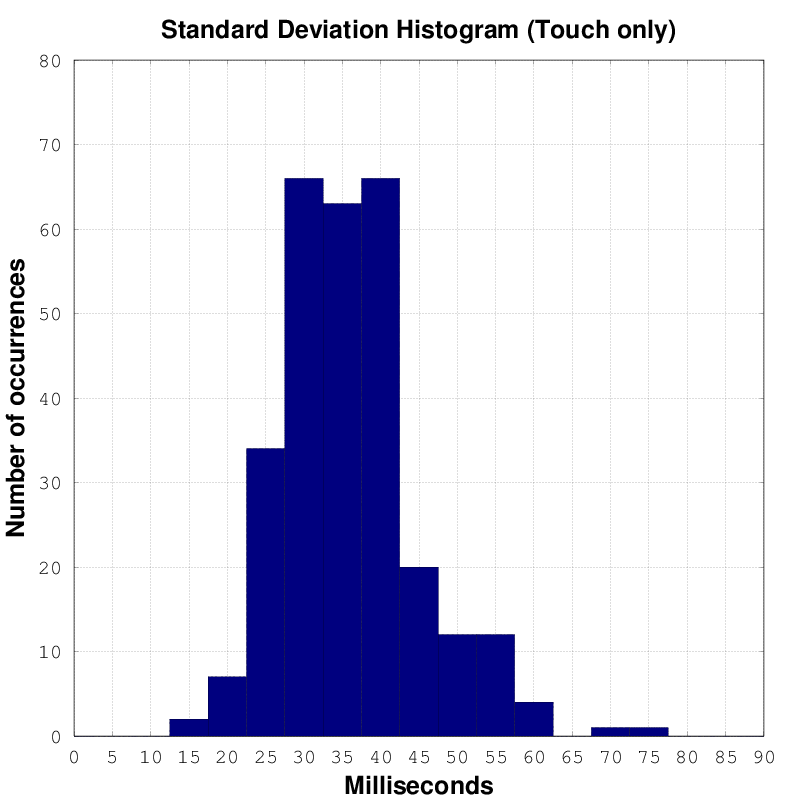 Standard Deviation Histogram (Touch only)
Number of occurrences
80
70
60
50
40
30
20
10
0
0 5 10 15 20 25 30 35 40 45 50 55 60 65 70 75 80 85 90
Milliseconds